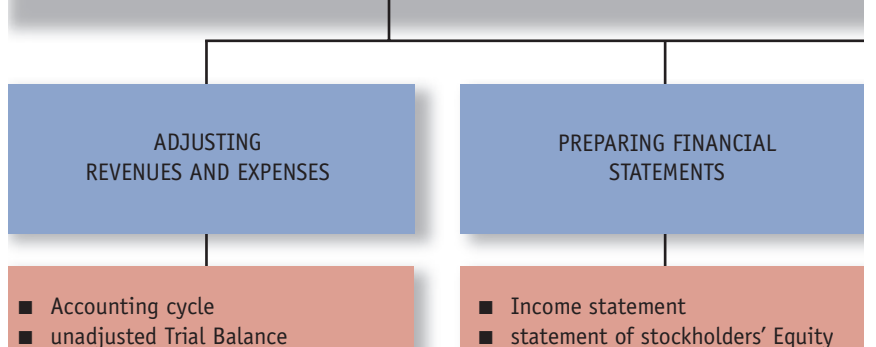 ADJUSTING
REVENUES AND EXPENSES
PREPARING FINANCIAL
STATEMENTS
■ Accounting cycle
■ unadjusted Trial Balance
■ Income statement
■ statement of stockholders’ Equity